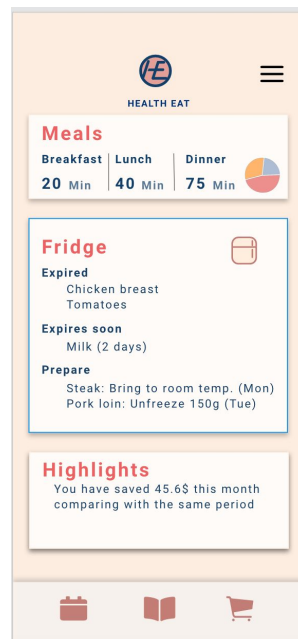 HE
HEALTH EAT
Meals
Breakfast Lunch Dinner
20 Min 40 Min 75 Min
Fridge
Expired
Chicken breast
Tomatoes
Expires soon
Milk (2 days)
Prepare
Steak: Bring to room temp. (Mon)
Pork loin: Unfreeze 150g (Tue)
Highlights
You have saved 45.6$ this month
comparing with the same period